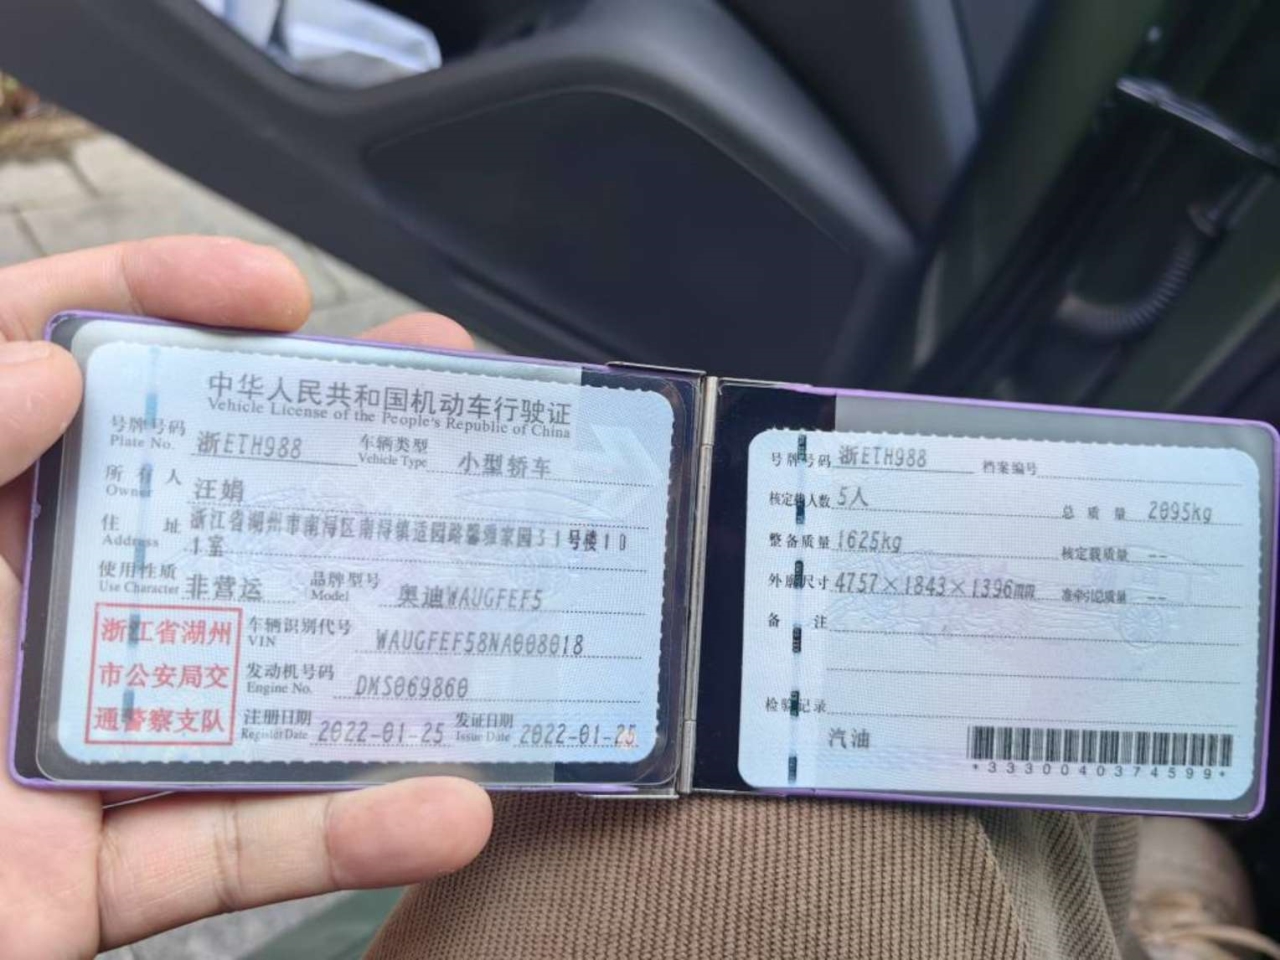 中华人民共和国机动车行驶证
Vehicle License of the People's Republic of China
号牌号码 浙ETH988 车辆类型 小型轿车
Plate No. Vehicle Type
所有人 汪娟
Owner
住址 浙江省湖州市南浔区南浔镇适园路馨雅家园31号楼10
Address 1室
使用性质 非营运 品牌型号 奥迪WAUGFEF5
Use Character Model
浙江省湖州
市公安局交
通警察支队
车辆识别代号 WAUGFEF58NA008018
VIN
发动机号码 DMS069860
Engine No.
注册日期 2022-01-25 发证日期 2022-01-25
Register Date Issue Date
号牌号码 浙ETH988 档案编号
核定载人数 5人 总质量 2095kg
整备质量 1625kg 核定载质量 --
外廓尺寸 4757×1843×1396mm 准牵引总质量 --
备注
检验记录
汽油
*3330040374599*